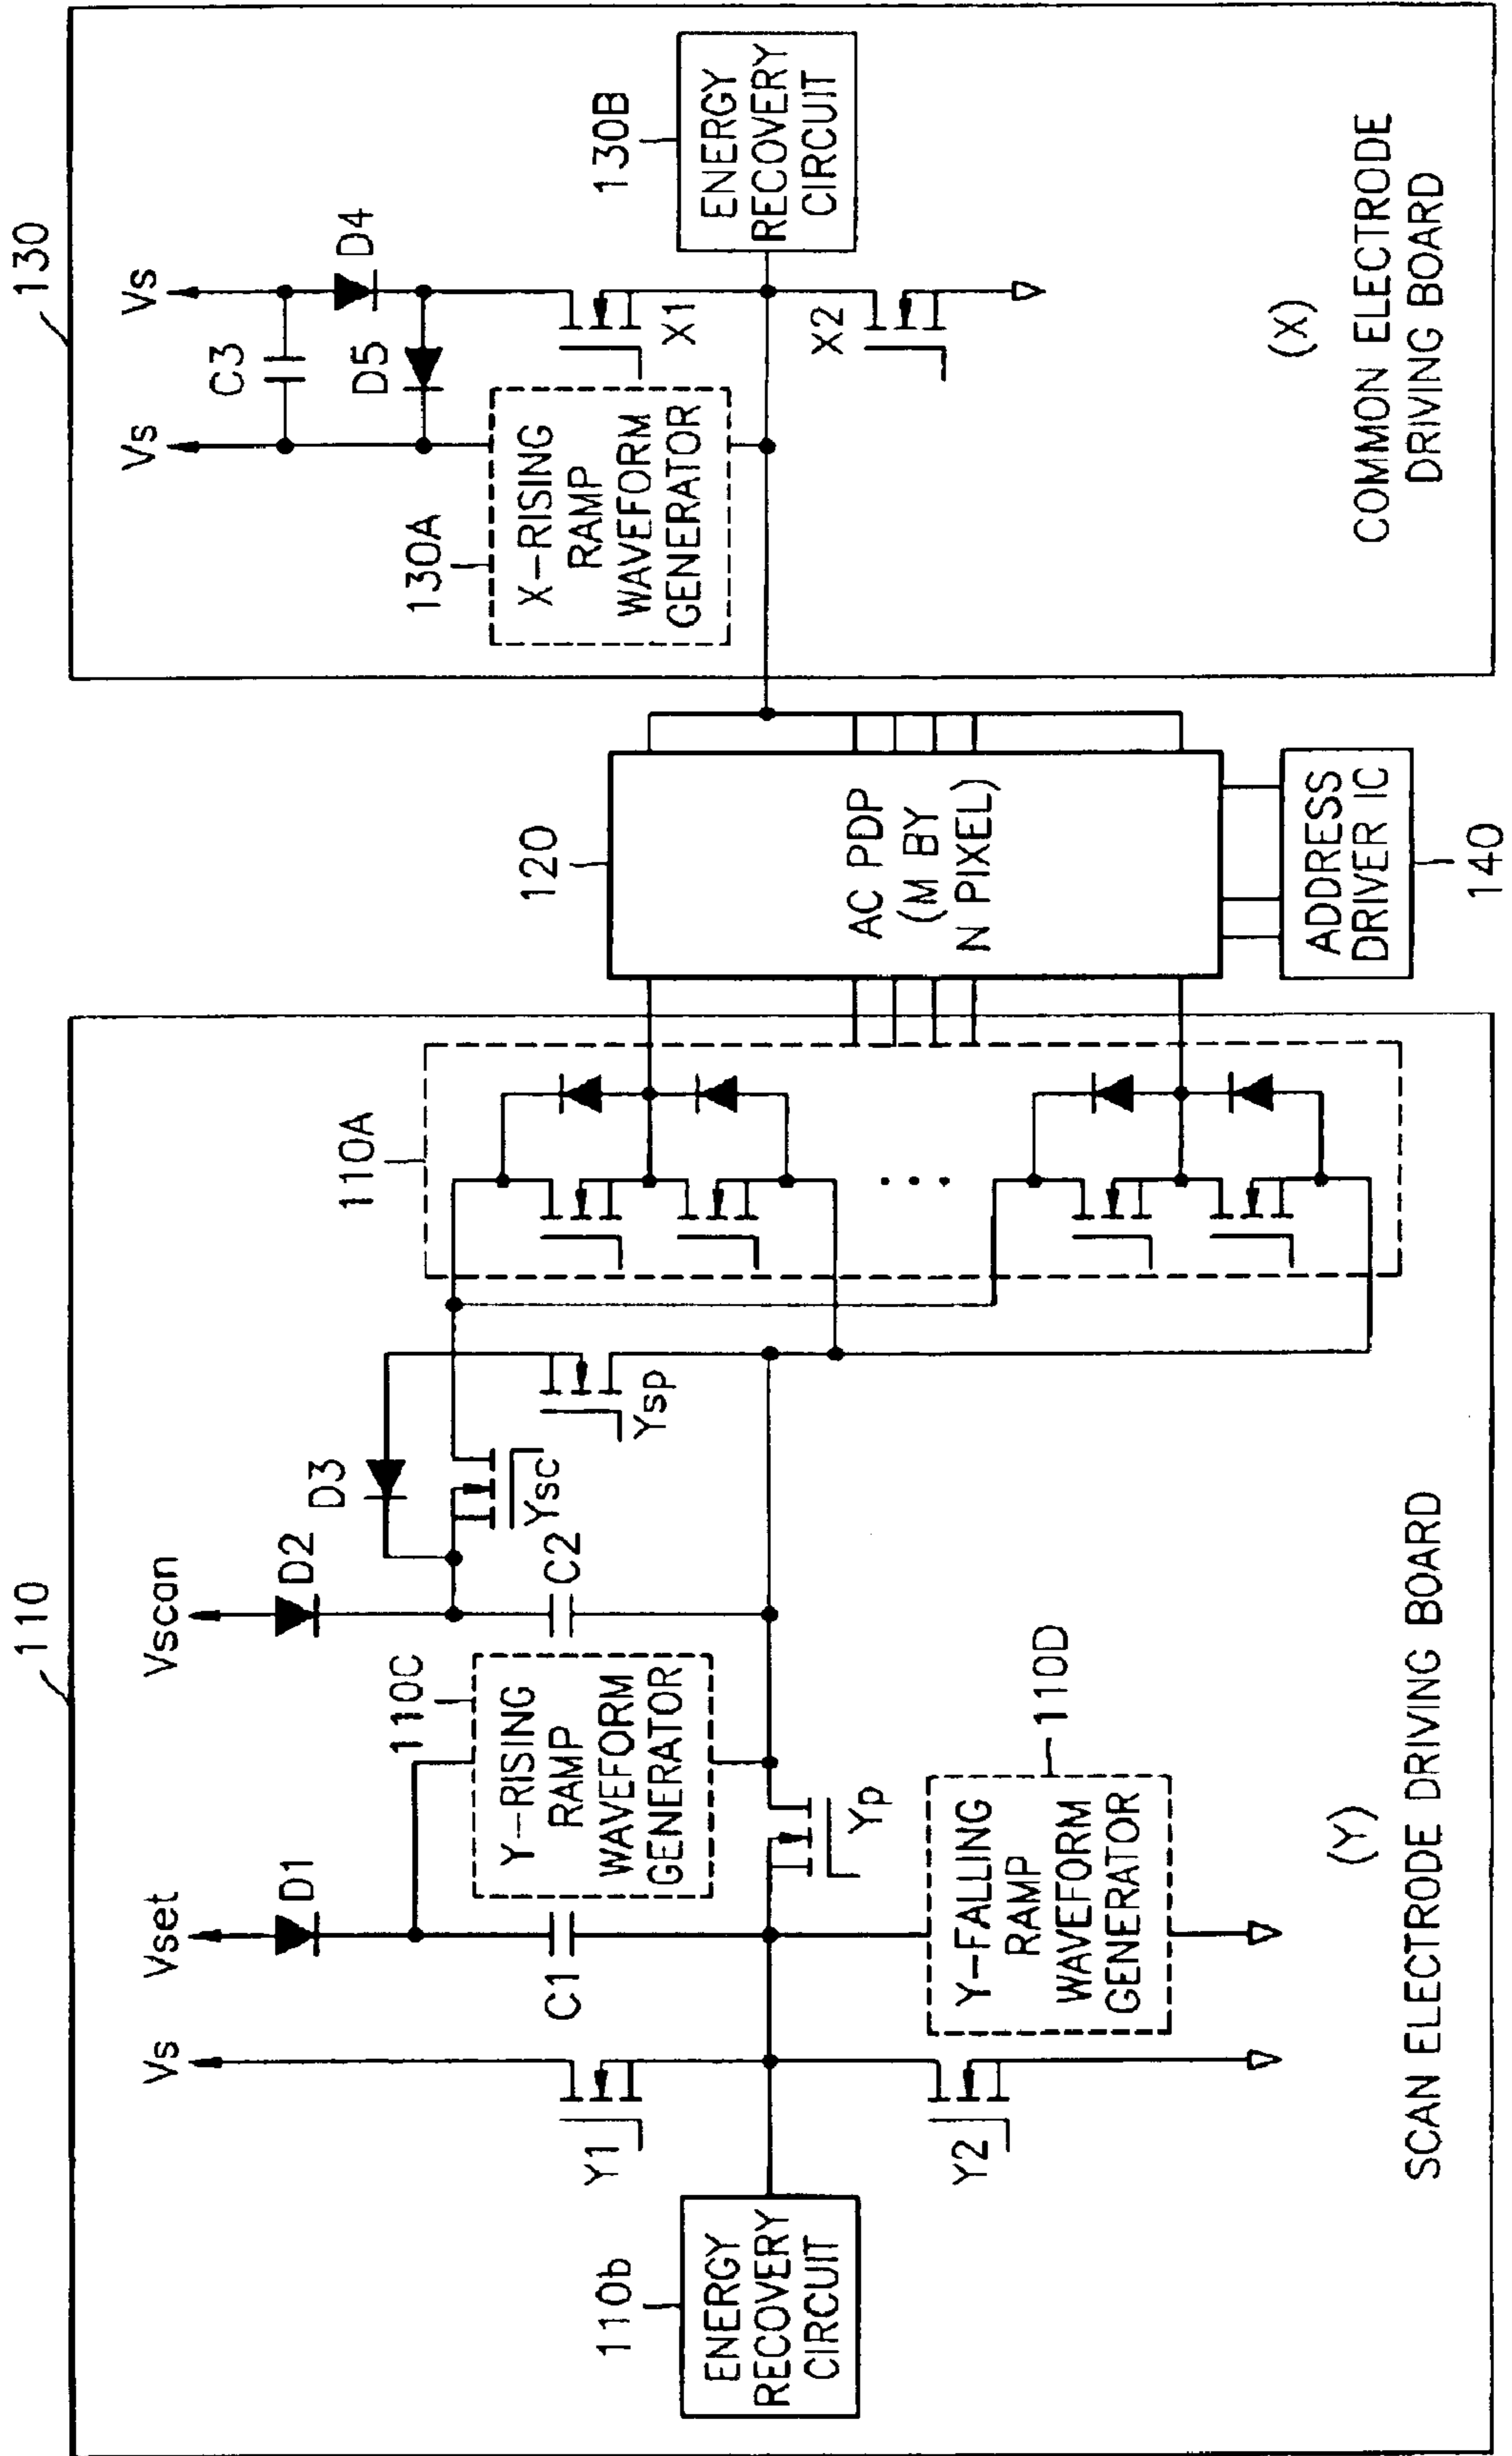 110
Vs
Vset
D1
Vscan
D2
D3
110C
Y-RISING
RAMP
WAVEFORM
GENERATOR
C1
C2
Ysc
Ysp
110A
...
Y1
Y2
Yp
110b
ENERGY
RECOVERY
CIRCUIT
110D
Y-FALLING
RAMP
WAVEFORM
GENERATOR
(Y)
SCAN ELECTRODE DRIVING BOARD
120
AC PDP
(M BY
N PIXEL)
ADDRESS
DRIVER IC
140
130
Vs
Vs
C3
D4
D5
130A
X-RISING
RAMP
WAVEFORM
GENERATOR
X1
X2
130B
ENERGY
RECOVERY
CIRCUIT
(X)
COMMON ELECTRODE
DRIVING BOARD